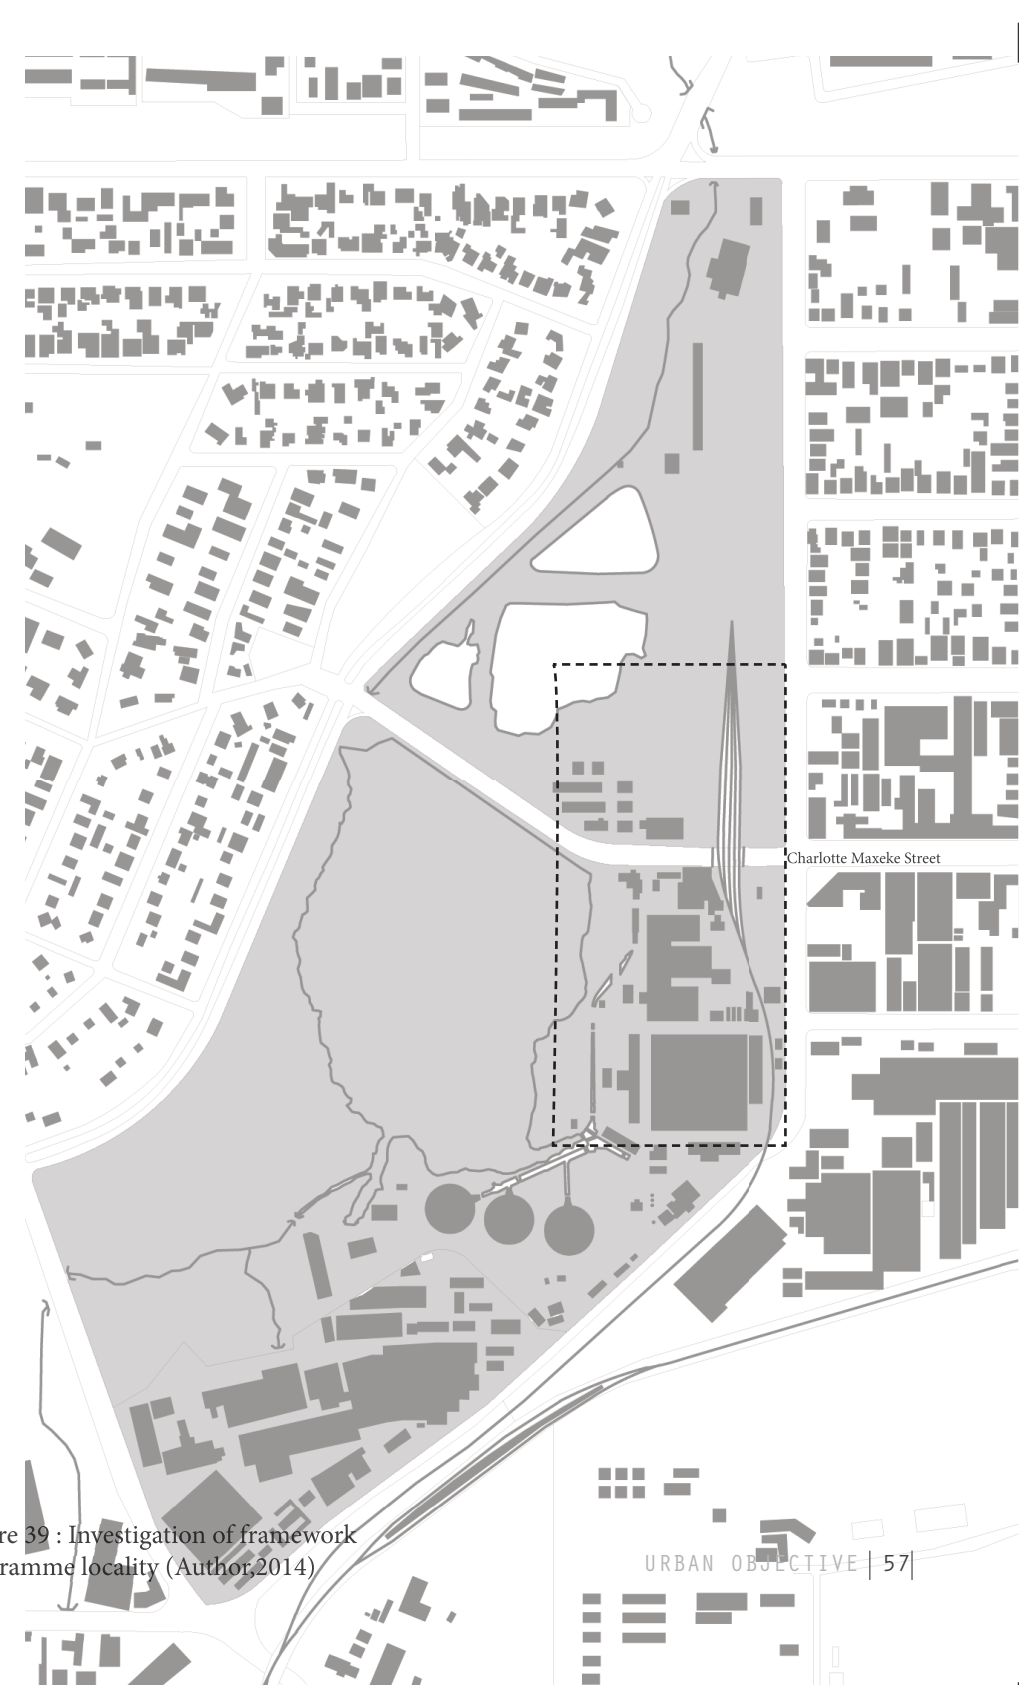 Charlotte Maxeke Street
re 39 : Investigation of framework
ramme locality (Author,2014)
URBAN OBJECTIVE | 57|